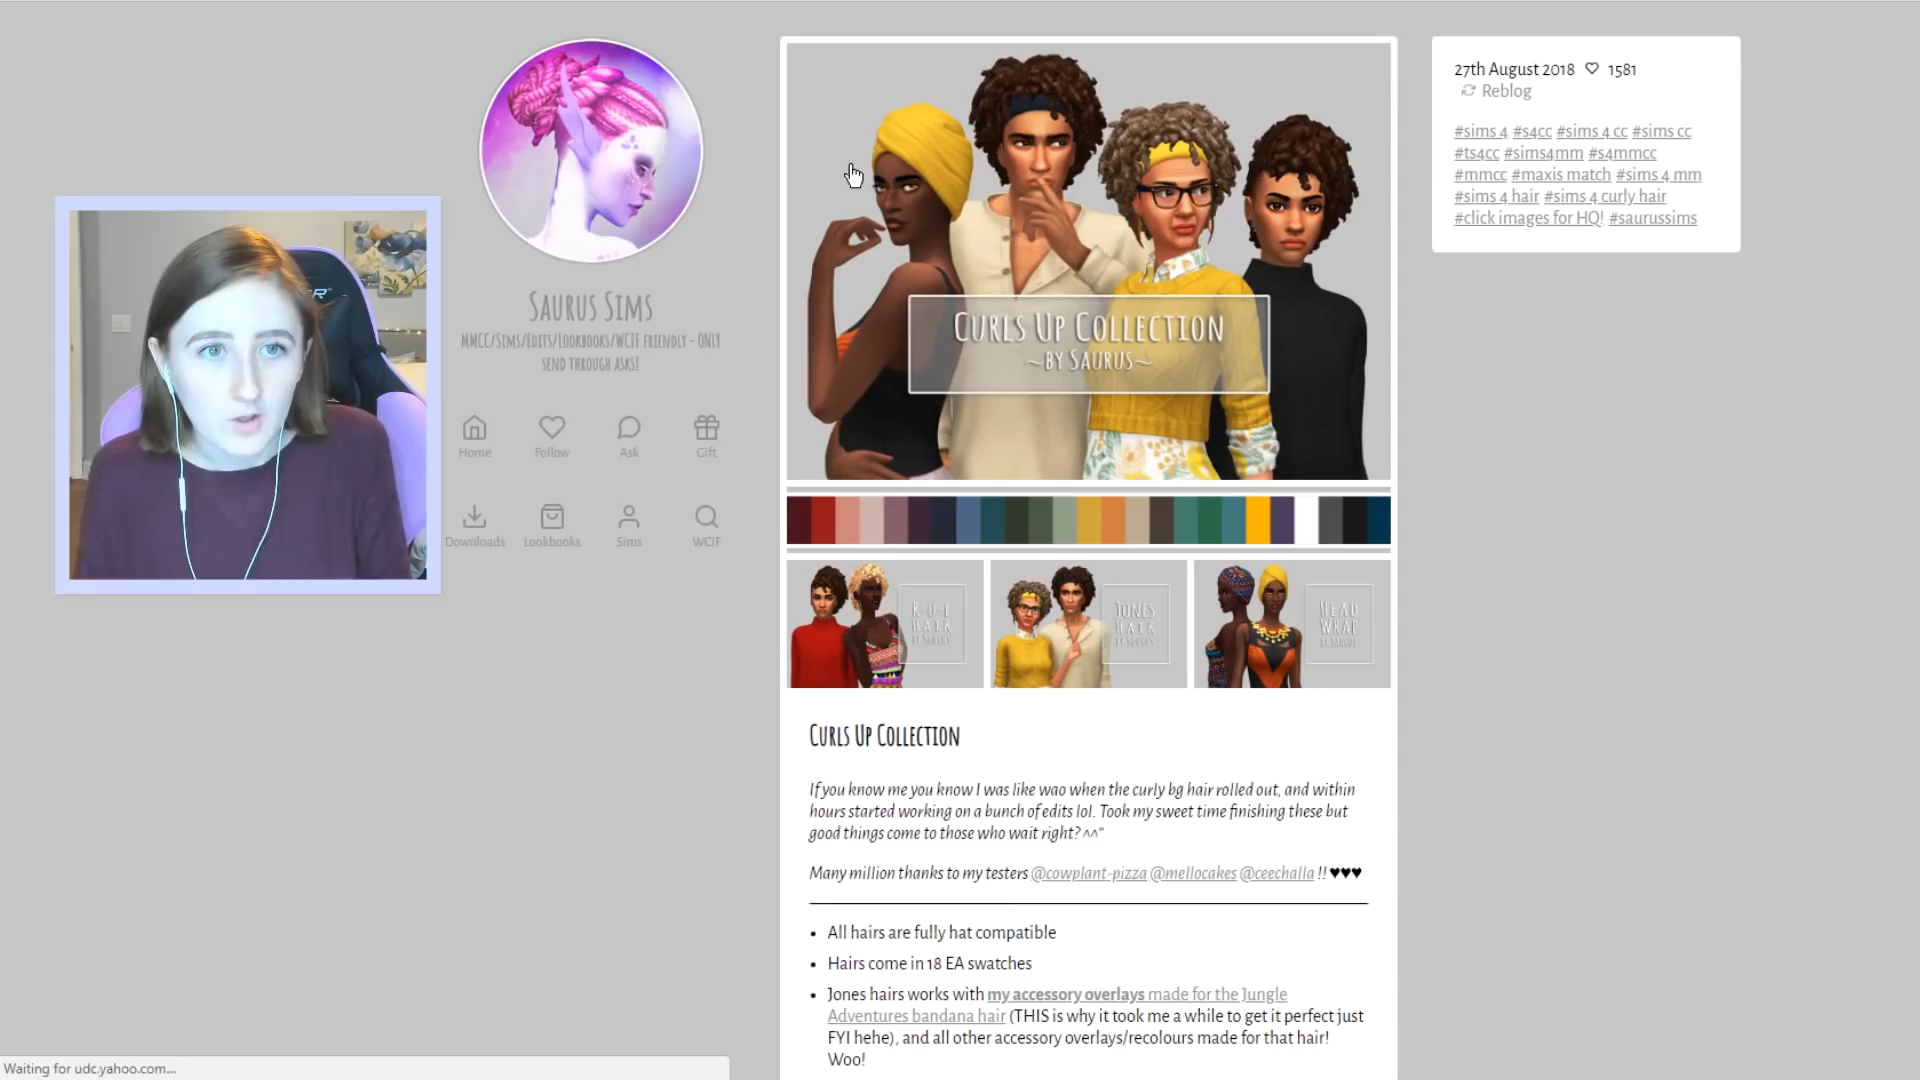 SAURUS SIMS
MMCC/SIMS/EDITS/LOOKBOOKS/WCIF FRIENDLY - ONLY
SEND THROUGH ASKS!
Home
Follow
Ask
Gift
Downloads
Lookbooks
Sims
WCIF
CURLS UP COLLECTION
~BY SAURUS~
R-U-L
HAIR
BY SAURUS
JONES
HAIR
BY SAURUS
HEAD
WRAP
BY SAURUS
CURLS UP COLLECTION
If you know me you know I was like wao when the curly bg hair rolled out, and within
hours started working on a bunch of edits lol. Took my sweet time finishing these but
good things come to those who wait right? ^^"
Many million thanks to my testers @cowplant-pizza @mellocakes @ceechalla !! ♥♥♥
• All hairs are fully hat compatible
• Hairs come in 18 EA swatches
• Jones hairs works with my accessory overlays made for the Jungle
Adventures bandana hair (THIS is why it took me a while to get it perfect just
FYI hehe), and all other accessory overlays/recolours made for that hair!
Woo!
27th August 2018 ♡ 1581
Reblog
#sims 4 #s4cc #sims 4 cc #sims cc
#ts4cc #sims4mm #s4mmcc
#mmcc #maxis match #sims 4 mm
#sims 4 hair #sims 4 curly hair
#click images for HQ! #saurussims
Waiting for udc.yahoo.com...